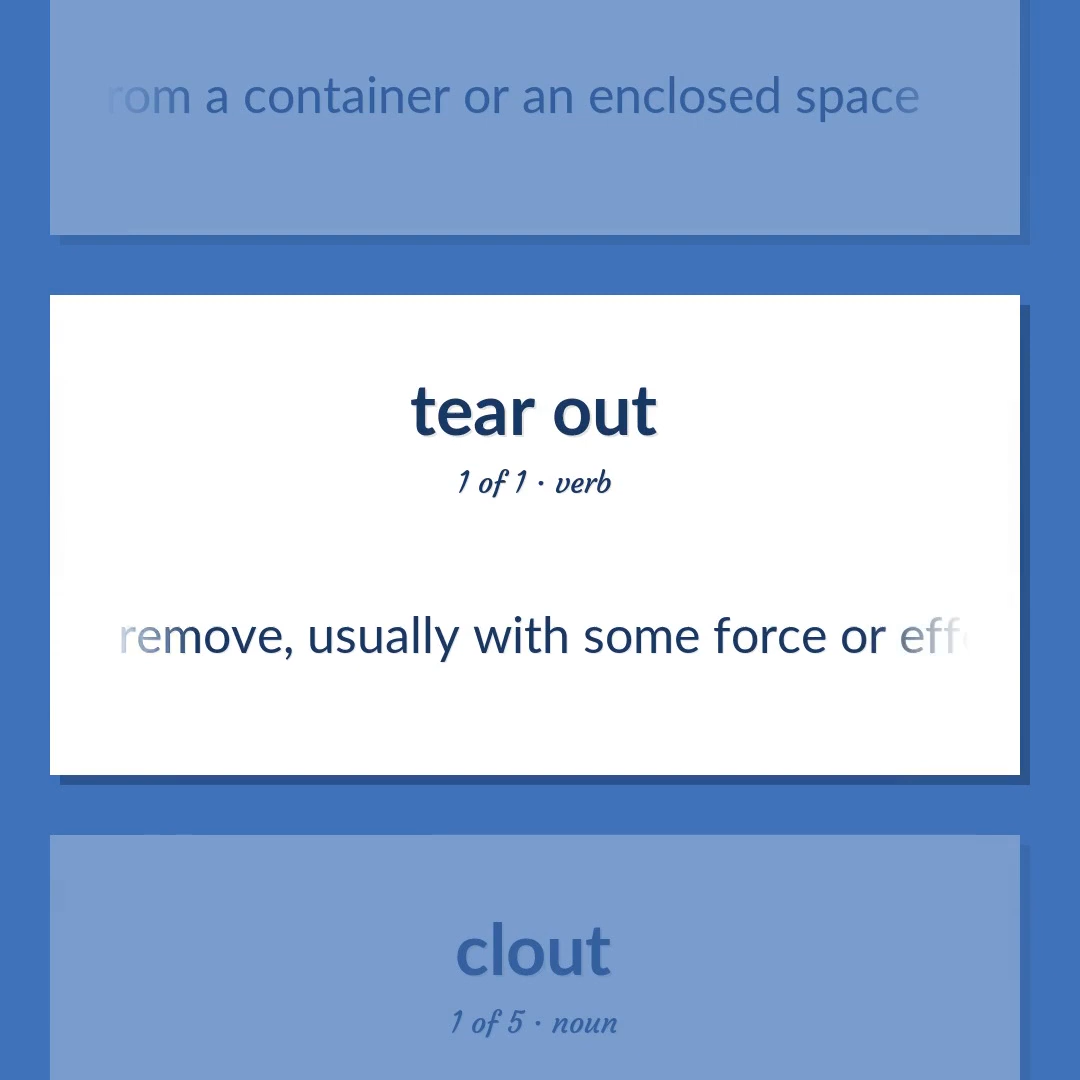 rom a container or an enclosed space
tear out
1 of 1 · verb
remove, usually with some force or
clout
1 of 5 · noun